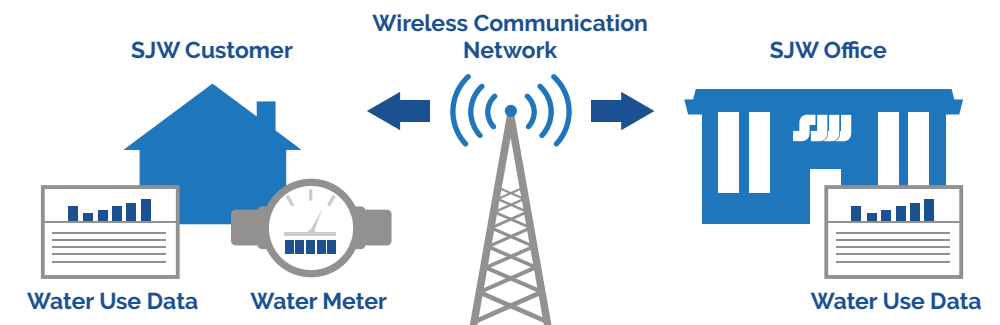 Wireless Communication
Network
SJW Customer
SJW Office
SJW
Water Use Data
Water Meter
Water Use Data